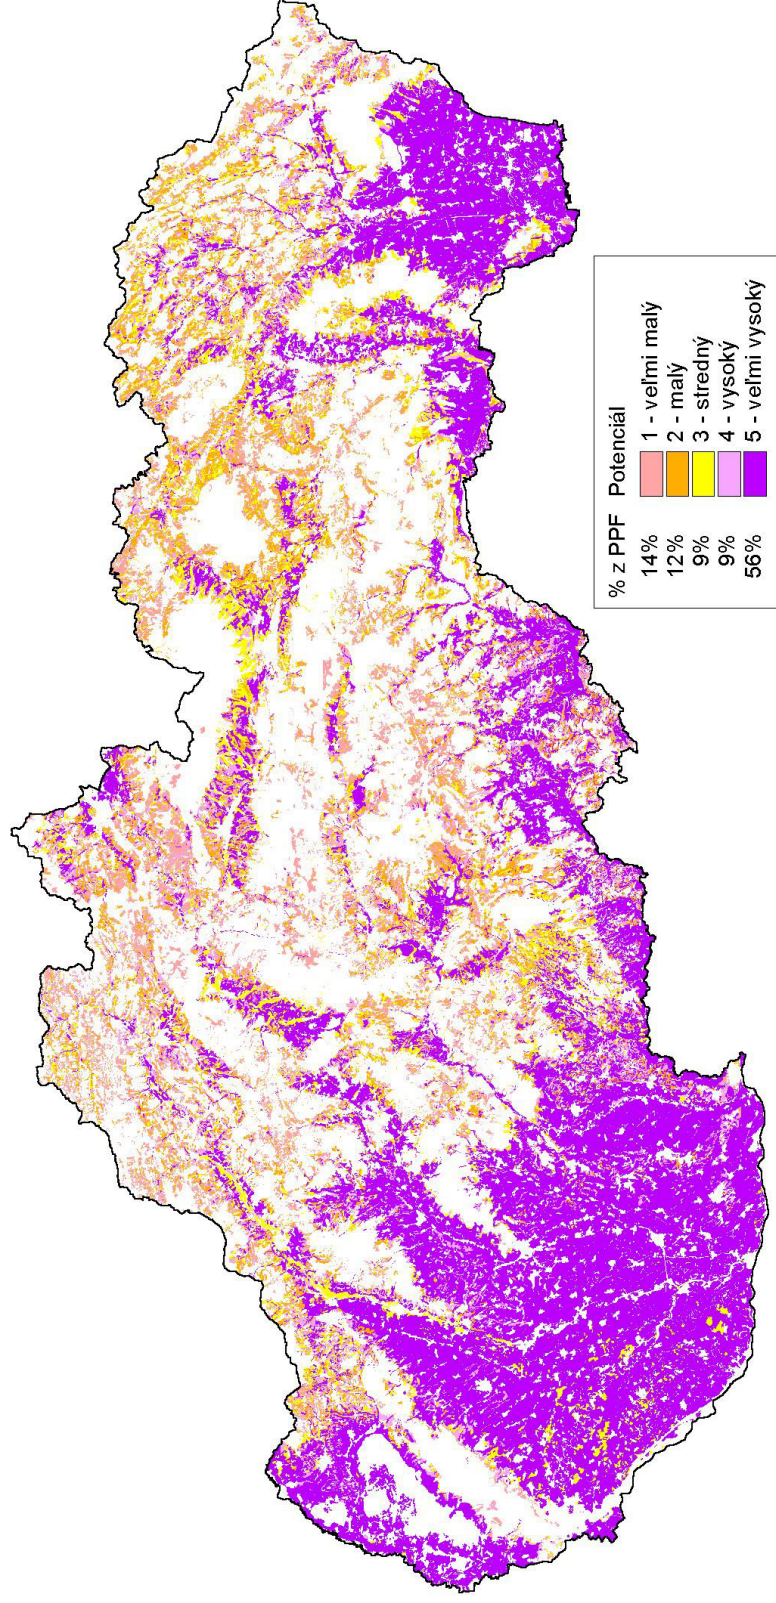 % z PPF Potenciál
14% 1 - veľmi malý
12% 2 - malý
9% 3 - stredný
9% 4 - vysoký
56% 5 - veľmi vysoký